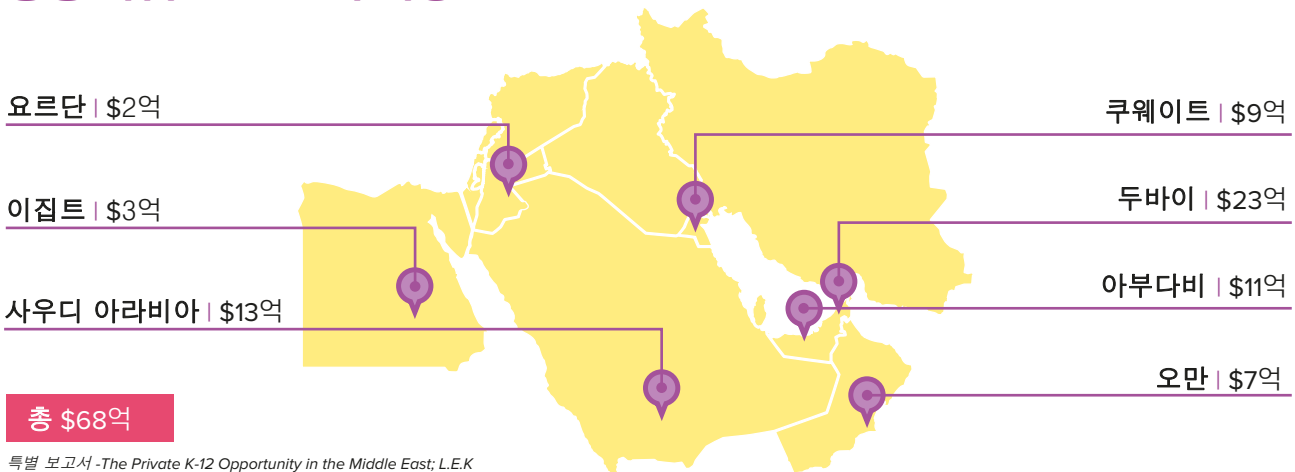 요르단 | $2억
이집트 | $3억
사우디 아라비아 | $13억
쿠웨이트 | $9억
두바이 | $23억
아부다비 | $11억
오만 | $7억
총 $68억
특별 보고서 -The Private K-12 Opportunity in the Middle East; L.E.K